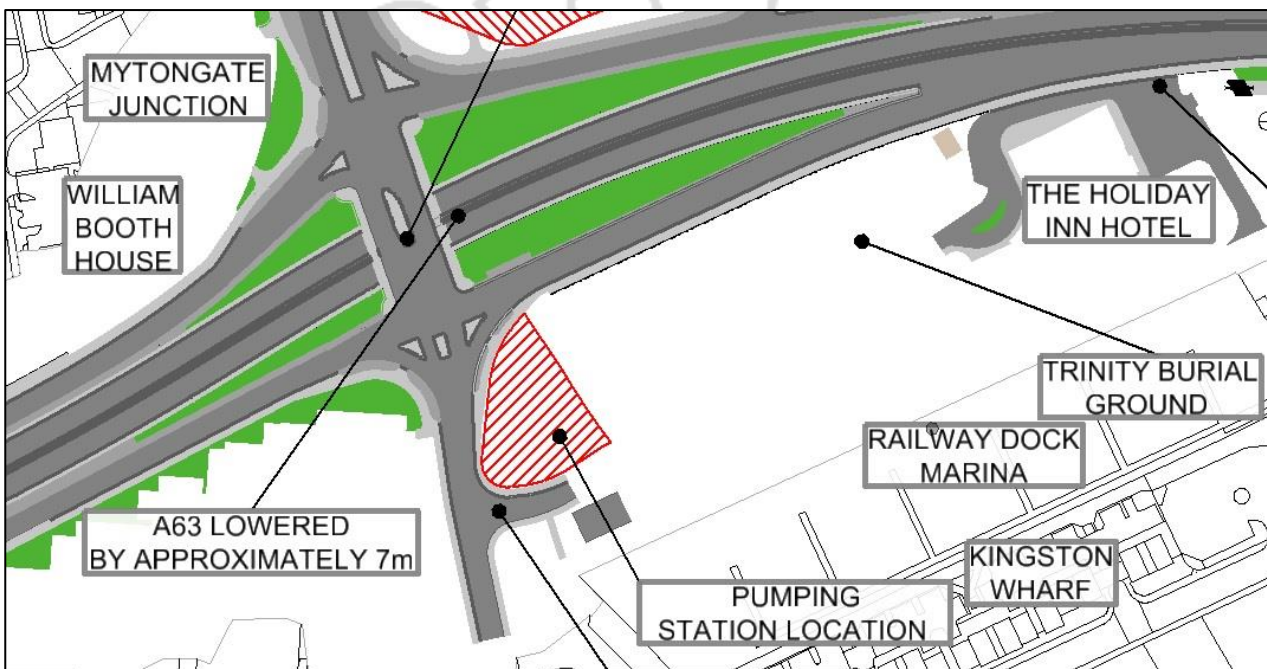 MYTONGATE
JUNCTION
WILLIAM
BOOTH
HOUSE
THE HOLIDAY
INN HOTEL
TRINITY BURIAL
GROUND
RAILWAY DOCK
MARINA
A63 LOWERED
BY APPROXIMATELY 7m
KINGSTON
WHARF
PUMPING
STATION LOCATION